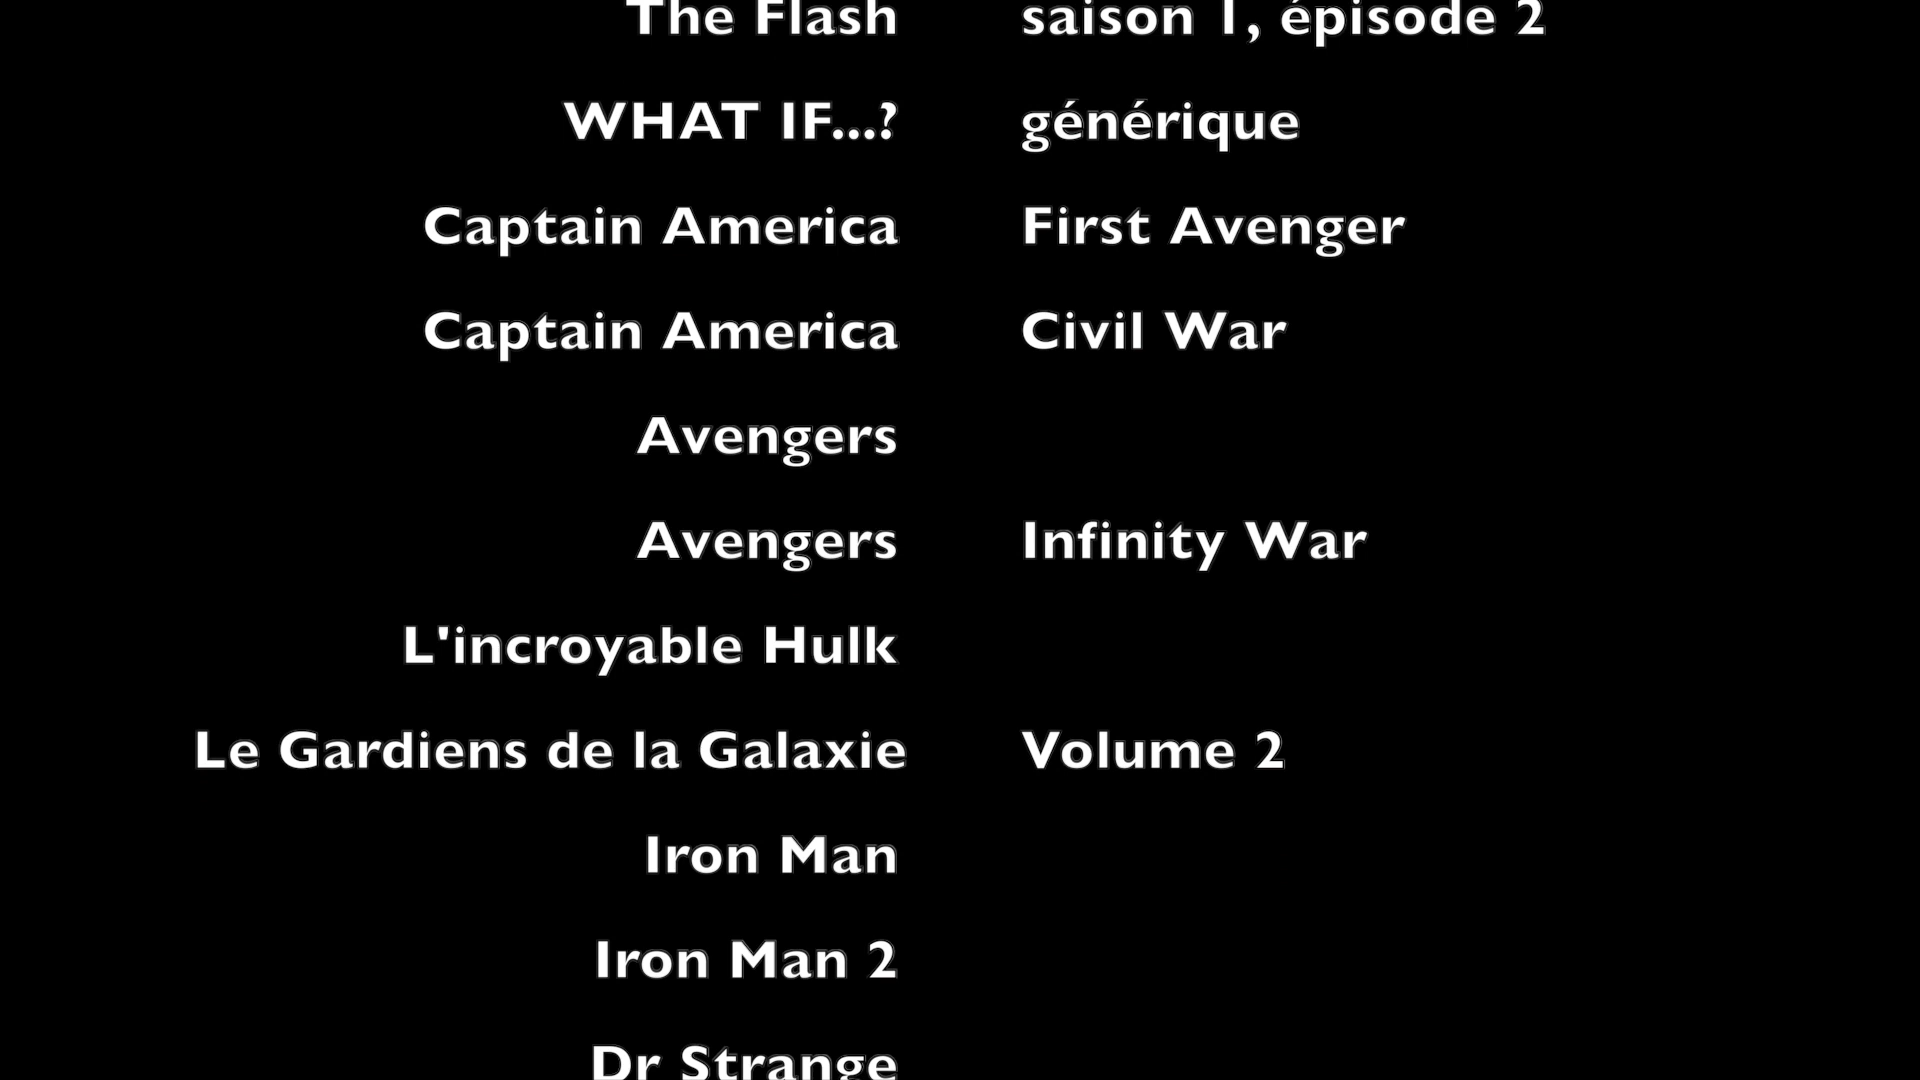 The Flash saison 1, épisode 2
WHAT IF...? générique
Captain America First Avenger
Captain America Civil War
Avengers
Avengers Infinity War
L'incroyable Hulk
Le Gardiens de la Galaxie Volume 2
Iron Man
Iron Man 2
Dr Strange